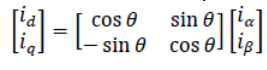 [i_d; i_q] = [cos θ  sin θ; − sin θ  cos θ] [i_α; i_β]